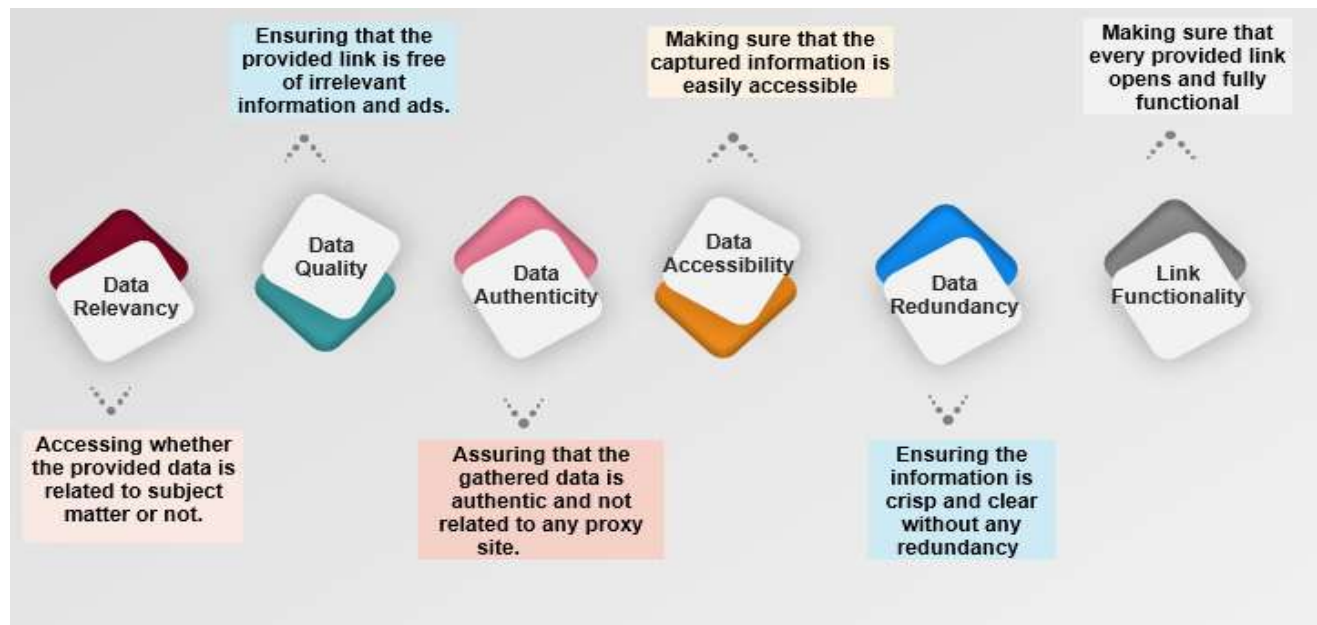 Ensuring that the
provided link is free
of irrelevant
information and ads.
Making sure that the
captured information is
easily accessible
Making sure that
every provided link
opens and fully
functional
Data
Relevancy
Data
Quality
Data
Authenticity
Data
Accessibility
Data
Redundancy
Link
Functionality
Accessing whether
the provided data is
related to subject
matter or not.
Assuring that the
gathered data is
authentic and not
related to any proxy
site.
Ensuring the
information is
crisp and clear
without any
redundancy